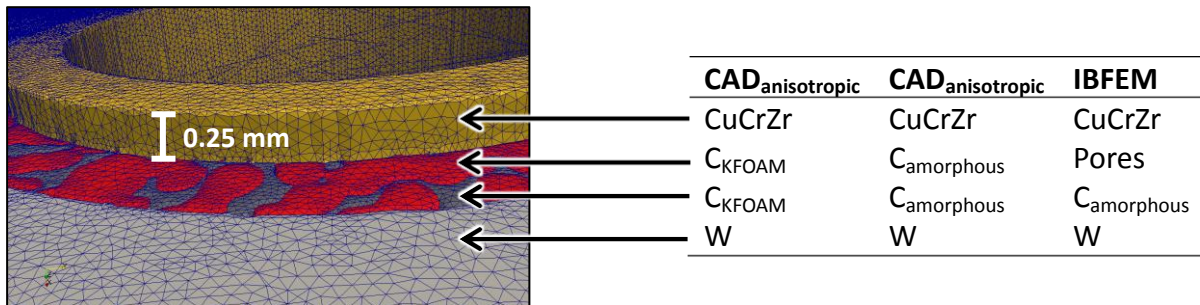 CADanisotropic CADanisotropic IBFEM
CuCrZr CuCrZr CuCrZr
0.25 mm
CKFOAM Camorphous Pores
CKFOAM Camorphous Camorphous
W W W